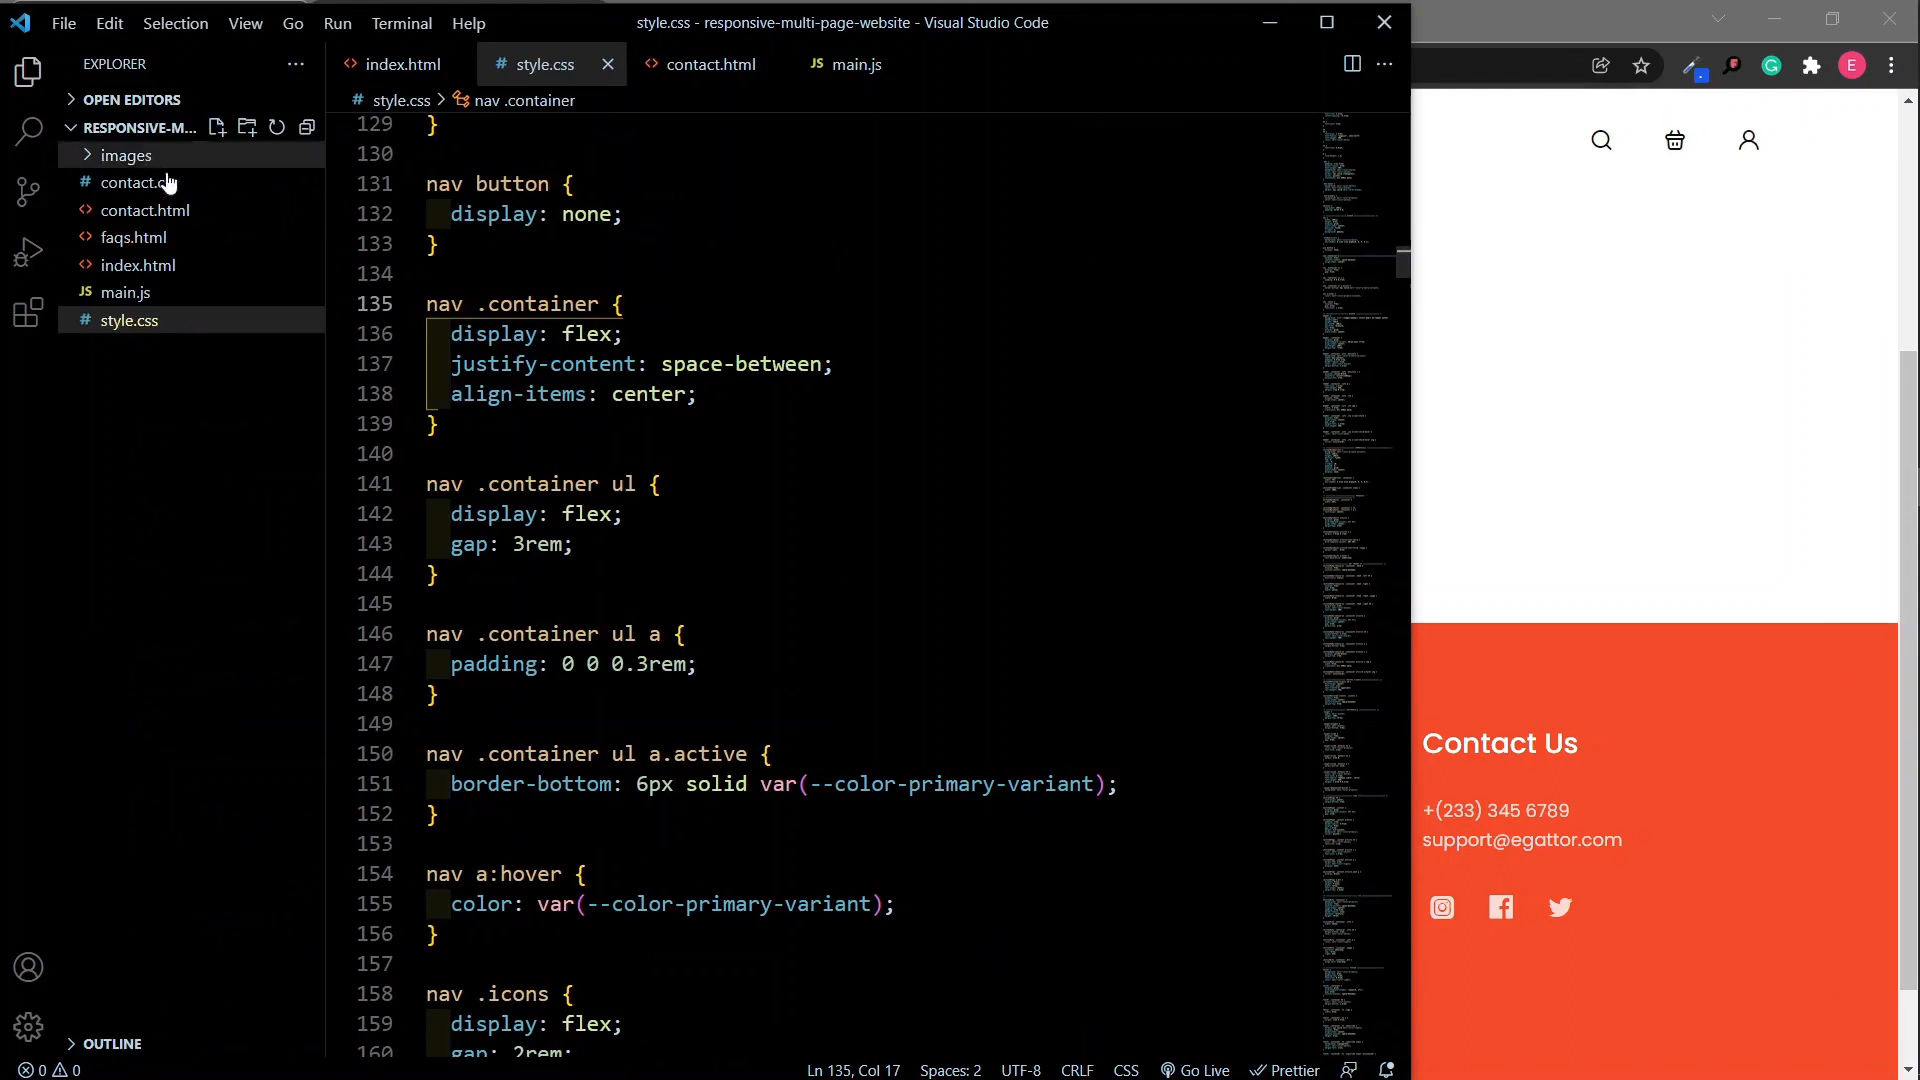 File Edit Selection View Go Run Terminal Help
style.css - responsive-multi-page-website - Visual Studio Code
EXPLORER
OPEN EDITORS
RESPONSIVE-M...
images
contact.c
contact.html
faqs.html
index.html
main.js
style.css
OUTLINE
index.html
style.css
contact.html
JS main.js
# style.css > nav .container
129 }
130
131 nav button {
132 display: none;
133 }
134
135 nav .container {
136 display: flex;
137 justify-content: space-between;
138 align-items: center;
139 }
140
141 nav .container ul {
142 display: flex;
143 gap: 3rem;
144 }
145
146 nav .container ul a {
147 padding: 0 0 0.3rem;
148 }
149
150 nav .container ul a.active {
151 border-bottom: 6px solid var(--color-primary-variant);
152 }
153
154 nav a:hover {
155 color: var(--color-primary-variant);
156 }
157
158 nav .icons {
159 display: flex;
160 gap: 2rem;
0 0
Ln 135, Col 17 Spaces: 2 UTF-8 CRLF CSS Go Live Prettier
E
Contact Us
+(233) 345 6789
support@egattor.com